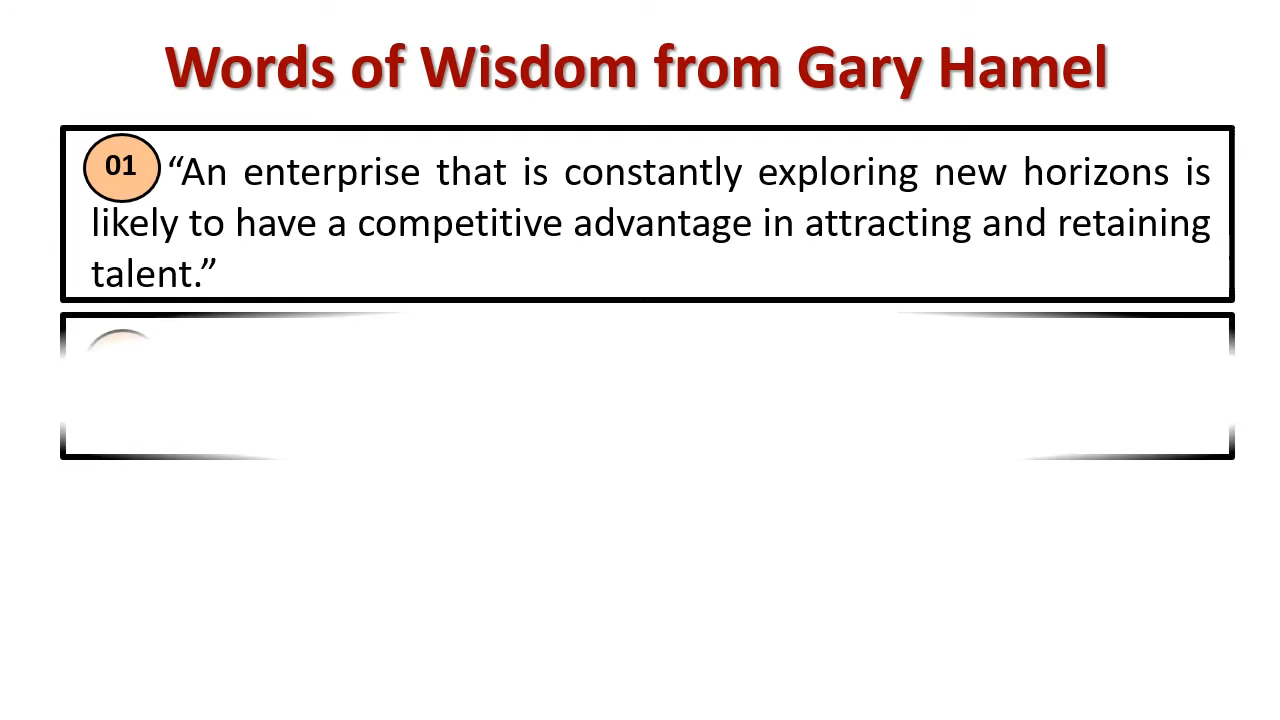 Words of Wisdom from Gary Hamel
01 “An enterprise that is constantly exploring new horizons is
likely to have a competitive advantage in attracting and retaining
talent.”